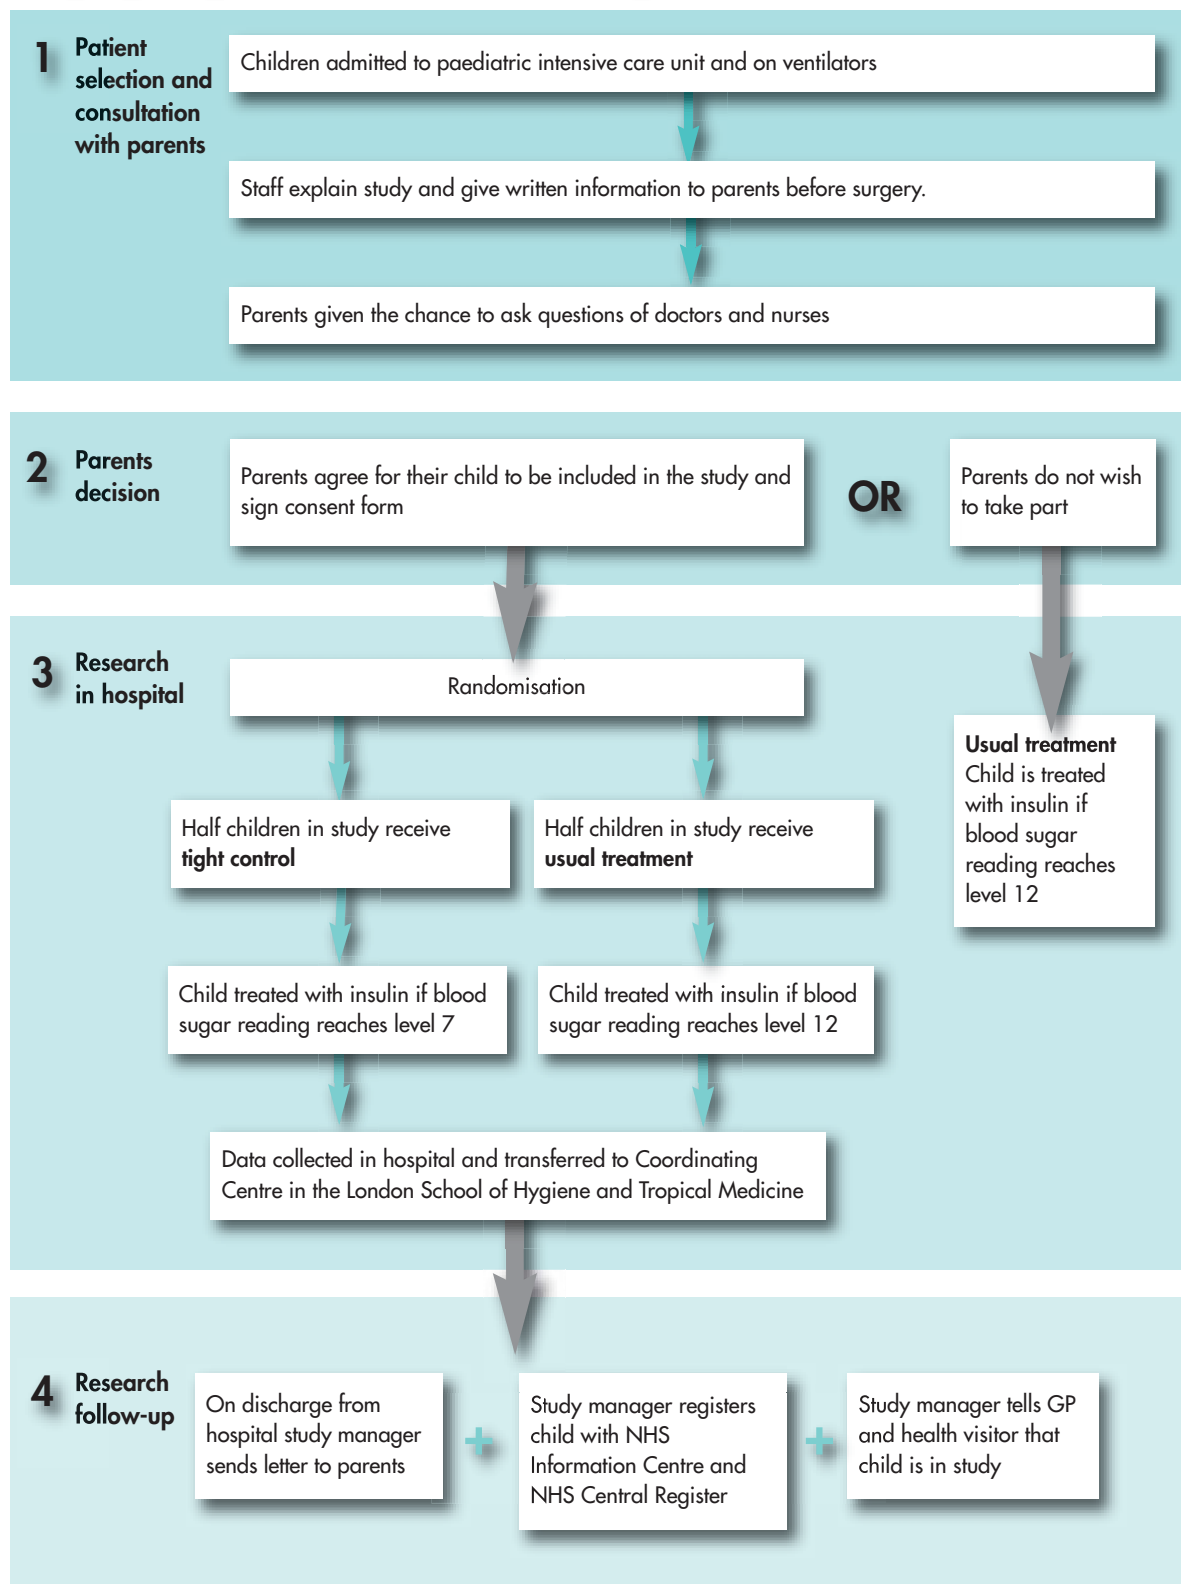 1 Patient
selection and
consultation
with parents
Children admitted to paediatric intensive care unit and on ventilators
Staff explain study and give written information to parents before surgery.
Parents given the chance to ask questions of doctors and nurses
2 Parents
decision
Parents agree for their child to be included in the study and
sign consent form
OR
Parents do not wish
to take part
3 Research
in hospital
Randomisation
Half children in study receive
tight control
Half children in study receive
usual treatment
Usual treatment
Child is treated
with insulin if
blood sugar
reading reaches
level 12
Child treated with insulin if blood
sugar reading reaches level 7
Child treated with insulin if blood
sugar reading reaches level 12
Data collected in hospital and transferred to Coordinating
Centre in the London School of Hygiene and Tropical Medicine
4 Research
follow-up
On discharge from
hospital study manager
sends letter to parents
+
Study manager registers
child with NHS
Information Centre and
NHS Central Register
+
Study manager tells GP
and health visitor that
child is in study